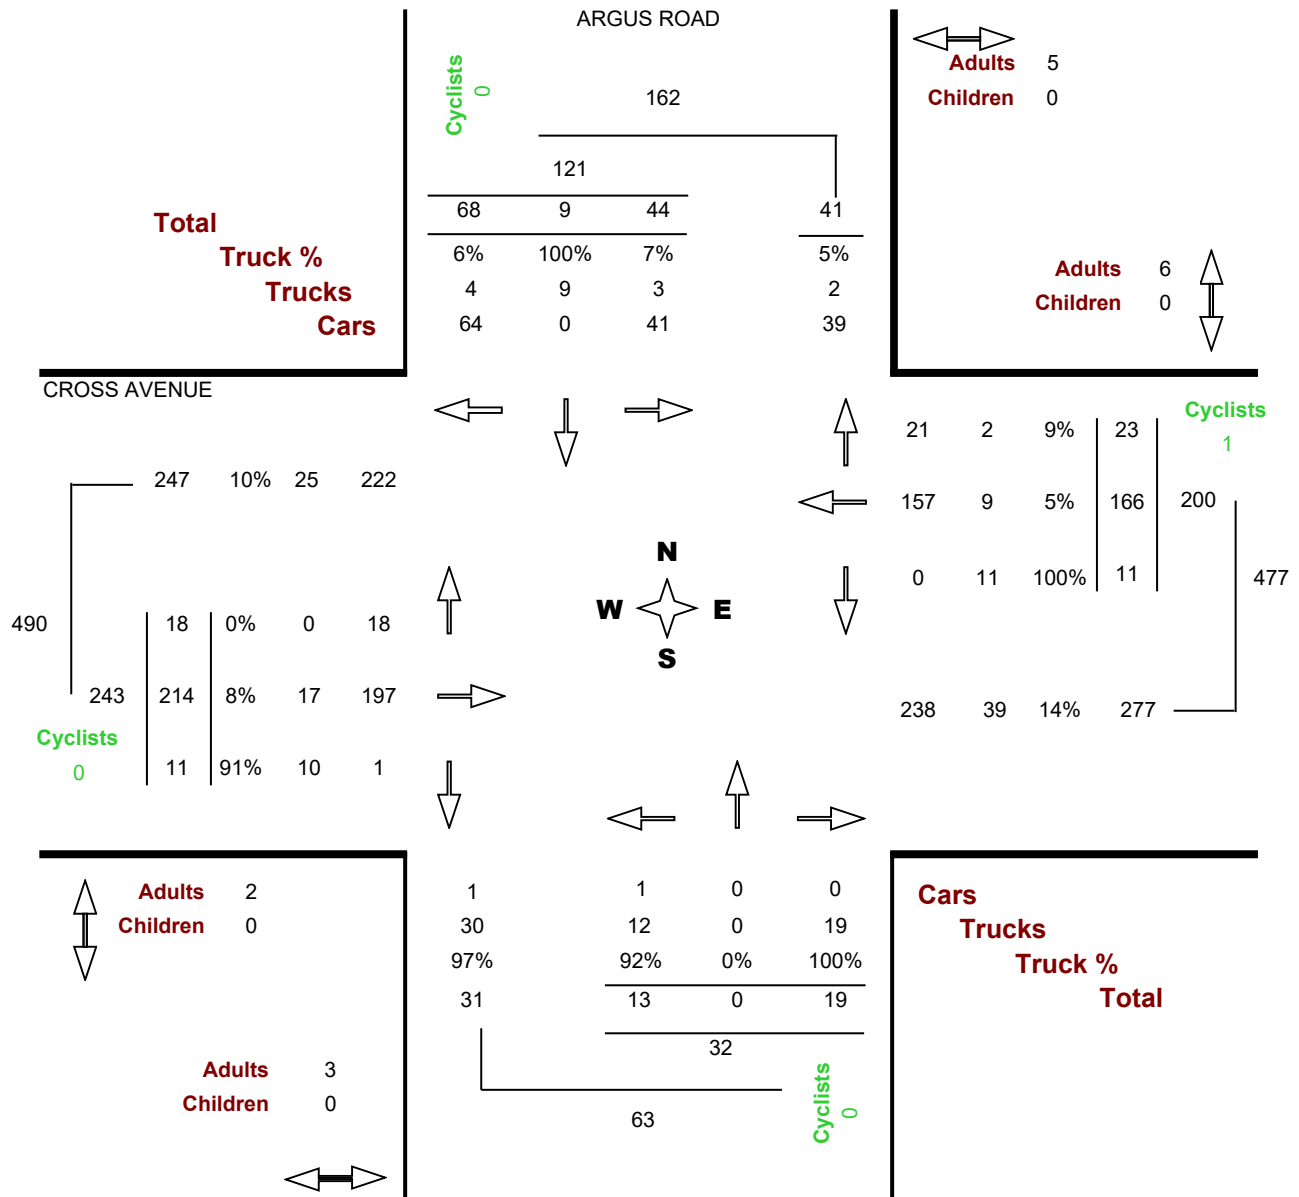 ARGUS ROAD
Cyclists
0
162
Adults 5
Children 0
121
68 9 44 41
Total
6% 100% 7% 5%
Truck %
4 9 3 2
Trucks
64 0 41 39
Cars
Adults 6
Children 0
CROSS AVENUE
Cyclists
1
21 2 9% 23
247 10% 25 222
157 9 5% 166 200
N
0 11 100% 11 477
W E
490 18 0% 0 18
S
243 214 8% 17 197
238 39 14% 277
Cyclists
0
11 91% 10 1
Adults 2
Children 0
1 1 0 0
30 12 0 19
97% 92% 0% 100%
31 13 0 19
Cars
Trucks
Truck %
Total
32
Adults 3
Children 0
Cyclists
0
63